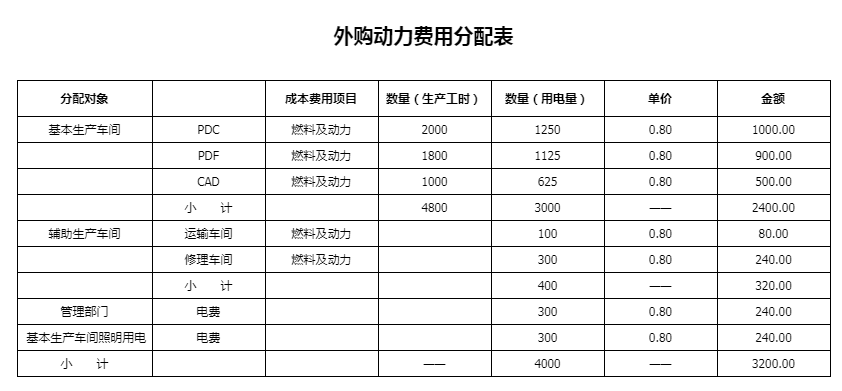 外购动力费用分配表
分配对象 成本费用项目 数量（生产工时） 数量（用电量） 单价 金额
基本生产车间 PDC 燃料及动力 2000 1250 0.80 1000.00
PDF 燃料及动力 1800 1125 0.80 900.00
CAD 燃料及动力 1000 625 0.80 500.00
小 计 4800 3000 —— 2400.00
辅助生产车间 运输车间 燃料及动力 100 0.80 80.00
修理车间 燃料及动力 300 0.80 240.00
小 计 400 —— 320.00
管理部门 电费 300 0.80 240.00
基本生产车间照明用电 电费 300 0.80 240.00
小 计 —— 4000 —— 3200.00